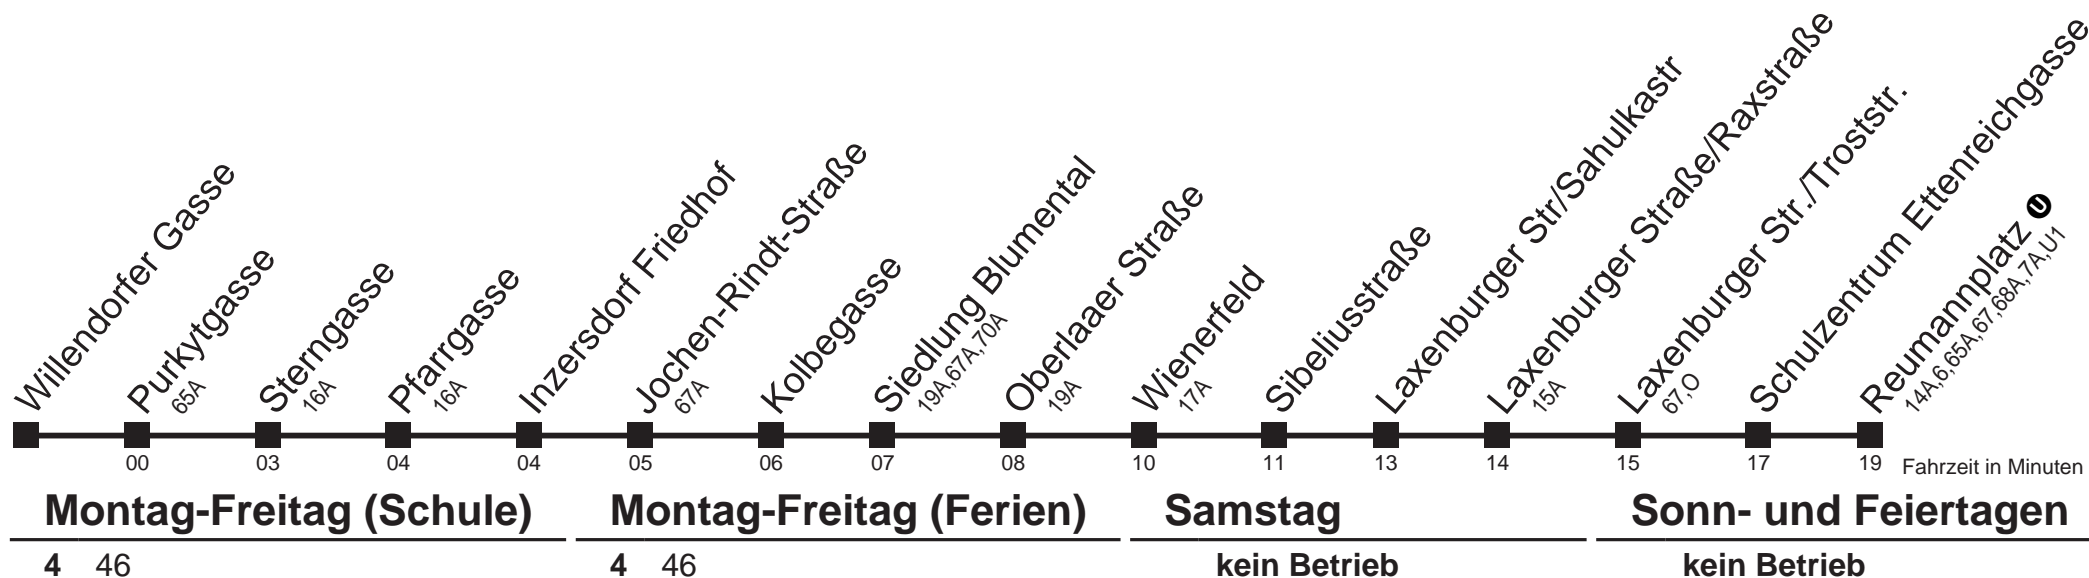 Willendorfer Gasse
Purkytgasse
65A
Sterngasse
16A
Pfarrgasse
16A
Inzersdorf Friedhof
Jochen-Rindt-Straße
67A
Kolbegasse
Siedlung Blumental
19A,67A,70A
Oberlaaer Straße
19A
Wienerfeld
17A
Sibeliusstraße
Laxenburger Str/Sahulkastr
Laxenburger Straße/Raxstraße
15A
Laxenburger Str./Troststr.
67,O
Schulzentrum Ettenreichgasse
Reumannplatz U
14A,6,65A,67,68A,7A,U1
00 03 04 04 05 06 07 08 10 11 13 14 15 17 19 Fahrzeit in Minuten
Montag-Freitag (Schule) Montag-Freitag (Ferien) Samstag Sonn- und Feiertagen
4 46 4 46 kein Betrieb kein Betrieb